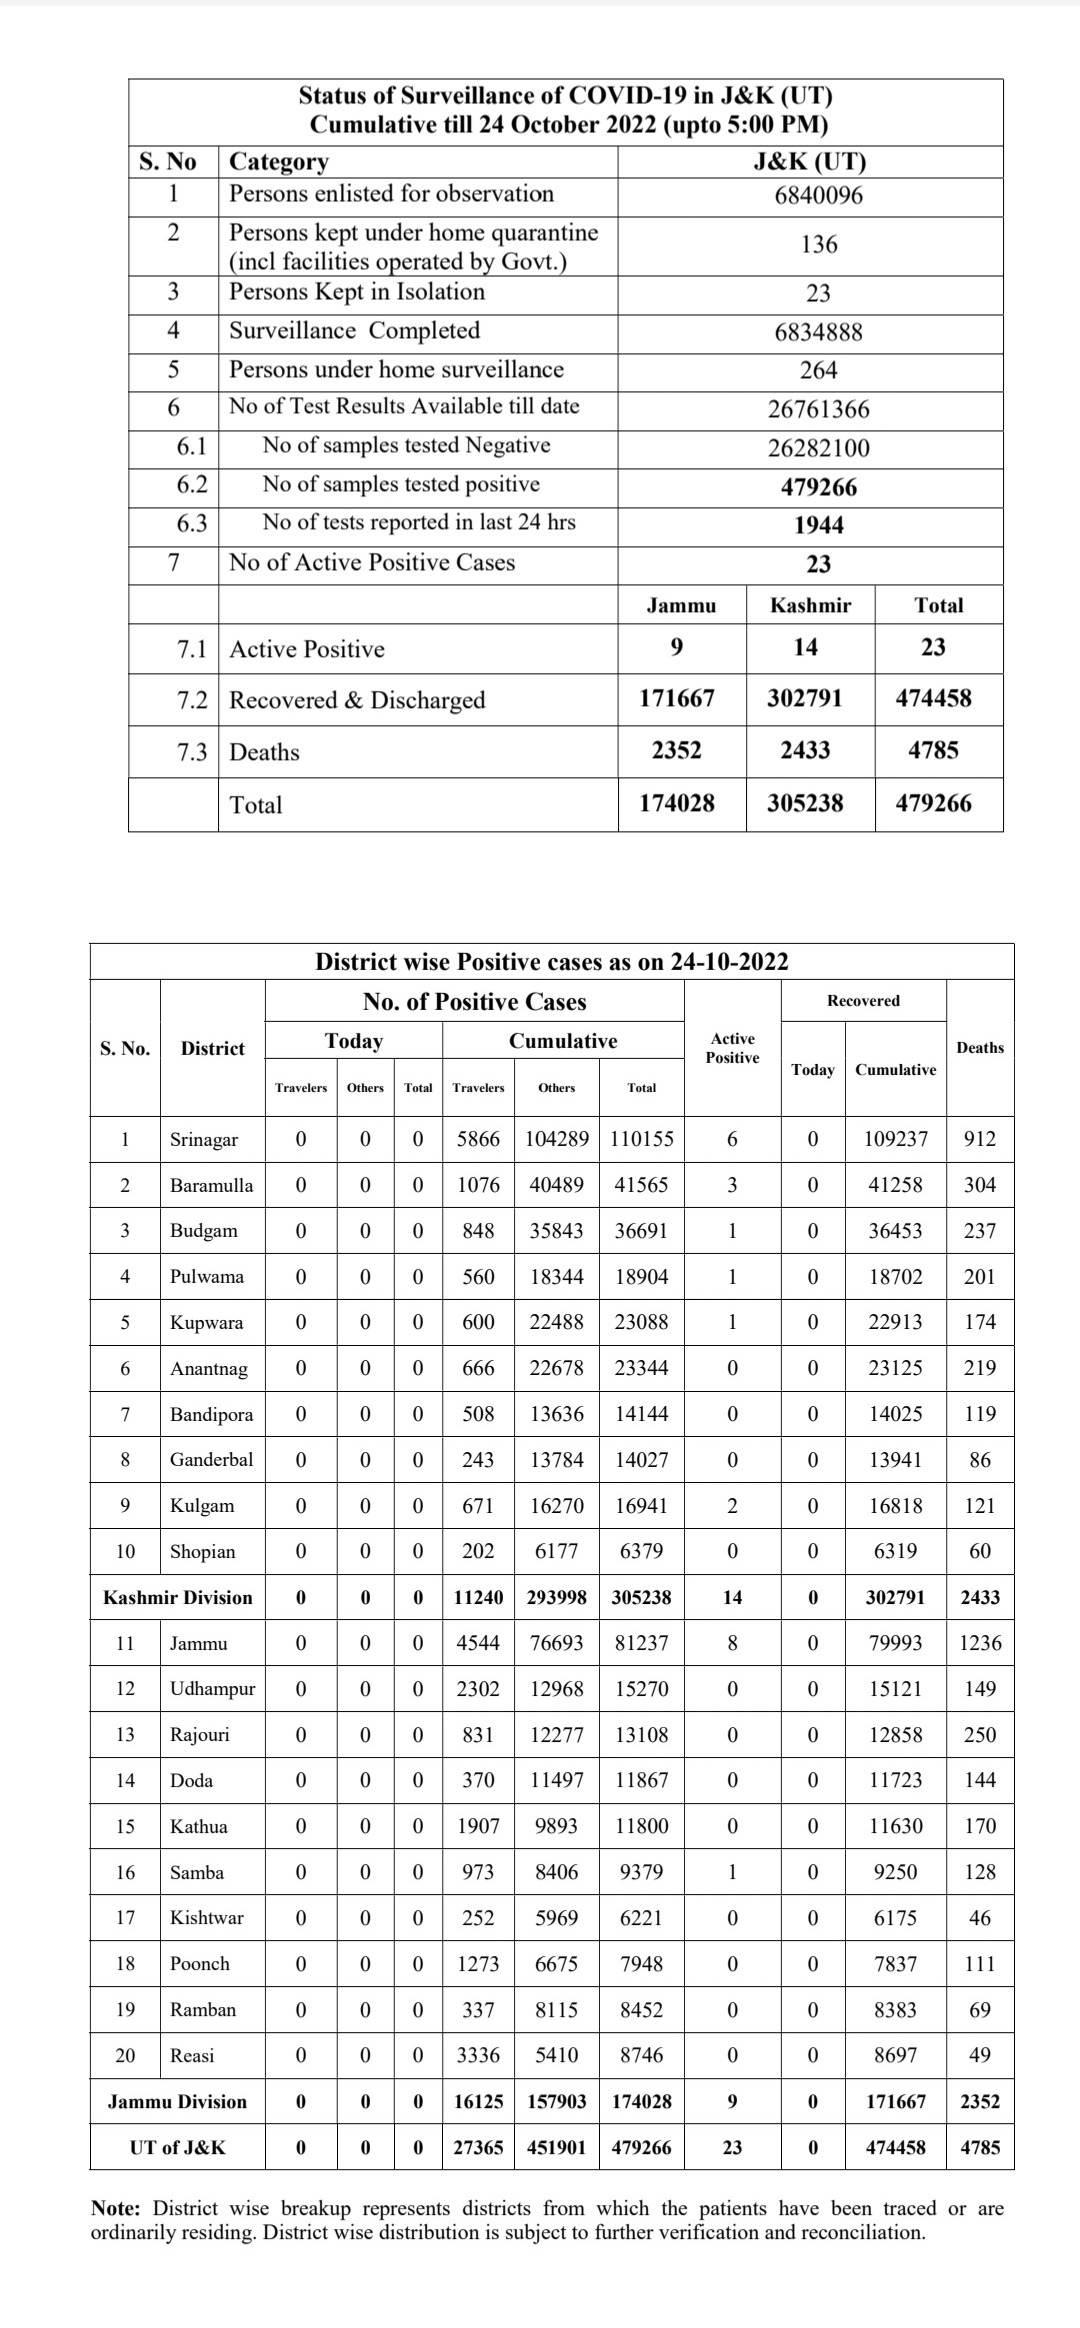 Status of Surveillance of COVID-19 in J&K (UT)
Cumulative till 24 October 2022 (upto 5:00 PM)
S. No Category J&K (UT)
1 Persons enlisted for observation 6840096
2 Persons kept under home quarantine
(incl facilities operated by Govt.) 136
3 Persons Kept in Isolation 23
4 Surveillance Completed 6834888
5 Persons under home surveillance 264
6 No of Test Results Available till date 26761366
6.1 No of samples tested Negative 26282100
6.2 No of samples tested positive 479266
6.3 No of tests reported in last 24 hrs 1944
7 No of Active Positive Cases 23
Jammu Kashmir Total
7.1 Active Positive 9 14 23
7.2 Recovered & Discharged 171667 302791 474458
7.3 Deaths 2352 2433 4785
Total 174028 305238 479266
District wise Positive cases as on 24-10-2022
S. No. District No. of Positive Cases Active Positive Recovered Deaths
Today Cumulative Today Cumulative
Travelers Others Total Travelers Others Total
1 Srinagar 0 0 0 5866 104289 110155 6 0 109237 912
2 Baramulla 0 0 0 1076 40489 41565 3 0 41258 304
3 Budgam 0 0 0 848 35843 36691 1 0 36453 237
4 Pulwama 0 0 0 560 18344 18904 1 0 18702 201
5 Kupwara 0 0 0 600 22488 23088 1 0 22913 174
6 Anantnag 0 0 0 666 22678 23344 0 0 23125 219
7 Bandipora 0 0 0 508 13636 14144 0 0 14025 119
8 Ganderbal 0 0 0 243 13784 14027 0 0 13941 86
9 Kulgam 0 0 0 671 16270 16941 2 0 16818 121
10 Shopian 0 0 0 202 6177 6379 0 0 6319 60
Kashmir Division 0 0 0 11240 293998 305238 14 0 302791 2433
11 Jammu 0 0 0 4544 76693 81237 8 0 79993 1236
12 Udhampur 0 0 0 2302 12968 15270 0 0 15121 149
13 Rajouri 0 0 0 831 12277 13108 0 0 12858 250
14 Doda 0 0 0 370 11497 11867 0 0 11723 144
15 Kathua 0 0 0 1907 9893 11800 0 0 11630 170
16 Samba 0 0 0 973 8406 9379 1 0 9250 128
17 Kishtwar 0 0 0 252 5969 6221 0 0 6175 46
18 Poonch 0 0 0 1273 6675 7948 0 0 7837 111
19 Ramban 0 0 0 337 8115 8452 0 0 8383 69
20 Reasi 0 0 0 3336 5410 8746 0 0 8697 49
Jammu Division 0 0 0 16125 157903 174028 9 0 171667 2352
UT of J&K 0 0 0 27365 451901 479266 23 0 474458 4785
Note: District wise breakup represents districts from which the patients have been traced or are
ordinarily residing. District wise distribution is subject to further verification and reconciliation.